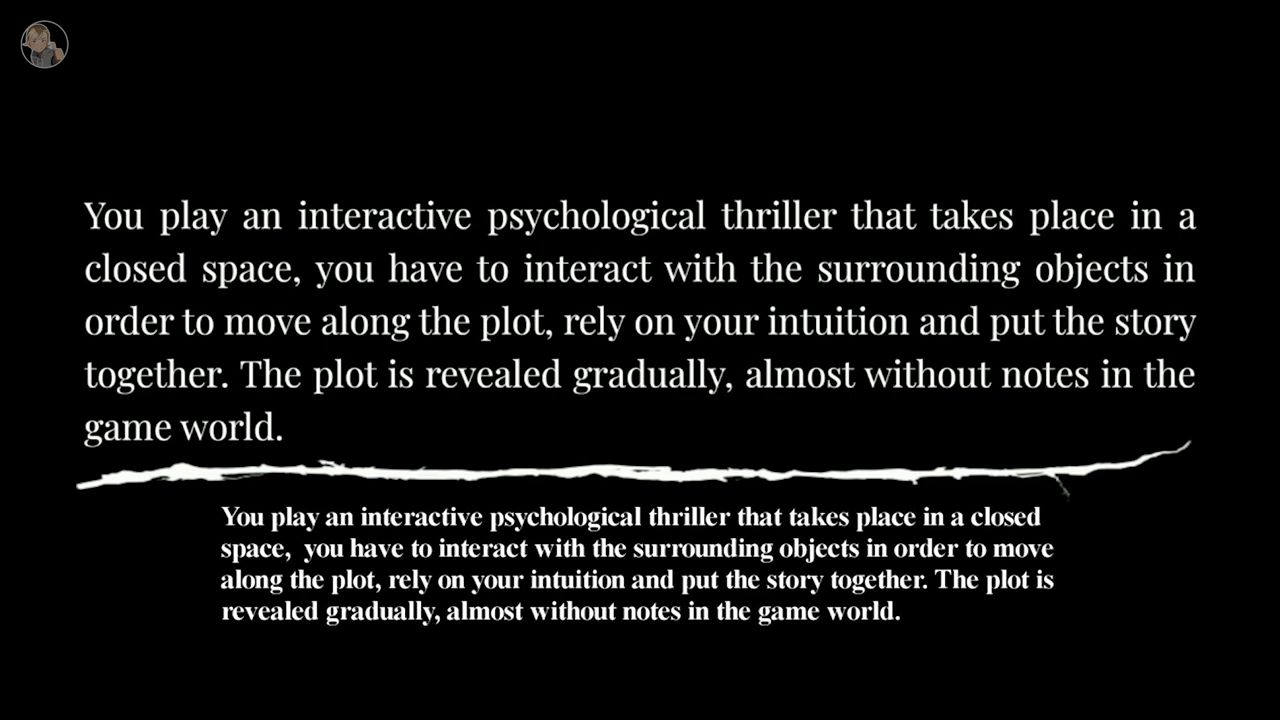 You play an interactive psychological thriller that takes place in a
closed space, you have to interact with the surrounding objects in
order to move along the plot, rely on your intuition and put the story
together. The plot is revealed gradually, almost without notes in the
game world.
You play an interactive psychological thriller that takes place in a closed
space,  you have to interact with the surrounding objects in order to move
along the plot, rely on your intuition and put the story together. The plot is
revealed gradually, almost without notes in the game world.